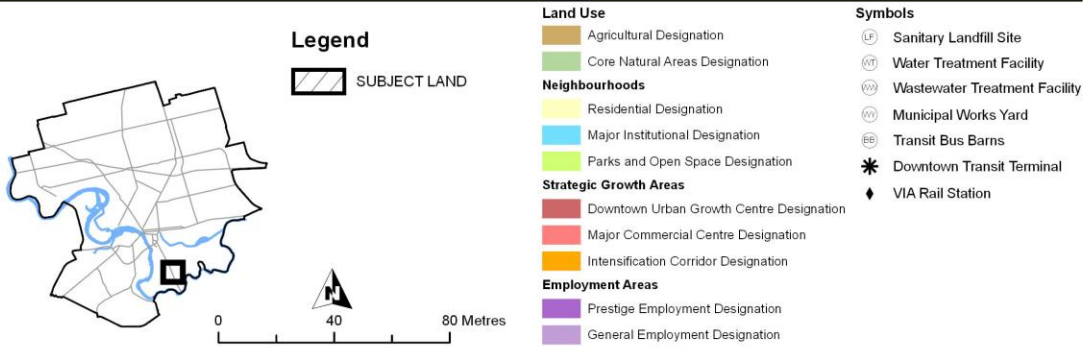 Legend
SUBJECT LAND
N
0 40 80 Metres
Land Use
Agricultural Designation
Core Natural Areas Designation
Neighbourhoods
Residential Designation
Major Institutional Designation
Parks and Open Space Designation
Strategic Growth Areas
Downtown Urban Growth Centre Designation
Major Commercial Centre Designation
Intensification Corridor Designation
Employment Areas
Prestige Employment Designation
General Employment Designation
Symbols
LF Sanitary Landfill Site
WT Water Treatment Facility
WW Wastewater Treatment Facility
WY Municipal Works Yard
BB Transit Bus Barns
Downtown Transit Terminal
VIA Rail Station